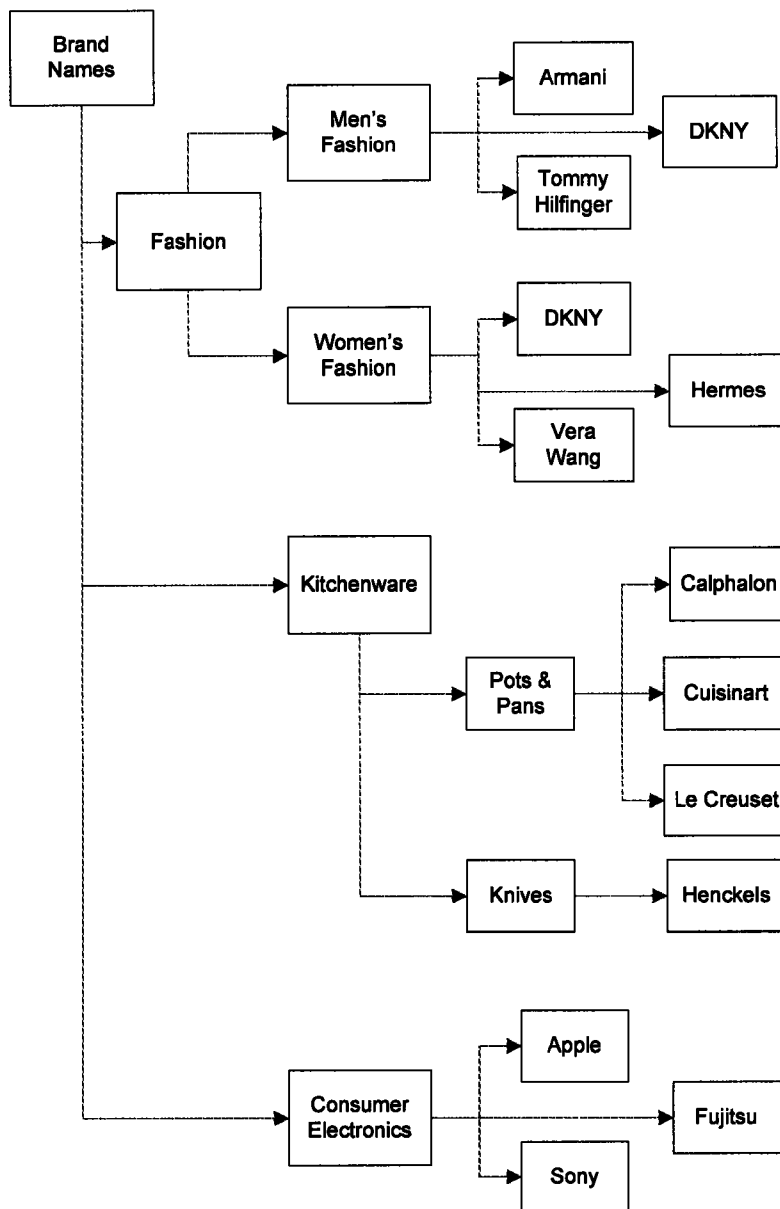 Brand
Names
Armani
Men's
Fashion
DKNY
Tommy
Hilfinger
Fashion
DKNY
Women's
Fashion
Hermes
Vera
Wang
Kitchenware
Calphalon
Pots &
Pans
Cuisinart
Le Creuset
Knives
Henckels
Apple
Consumer
Electronics
Fujitsu
Sony